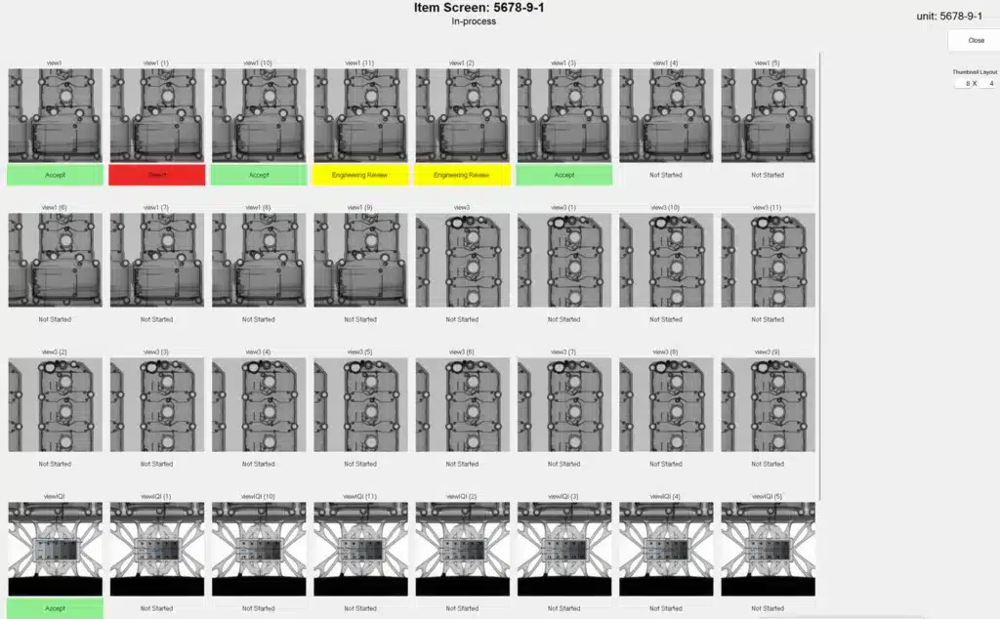 Item Screen: 5678-9-1
In-process
unit: 5678-9-1
Close
Thumbnail Layout
8 X 4
view1 view1 (1) view1 (10) view1 (11) view1 (2) view1 (3) view1 (4) view1 (5)
Accept Reject Accept Engineering Review Engineering Review Accept Not Started Not Started
view1 (6) view1 (7) view1 (8) view1 (9) view3 view3 (1) view3 (10) view3 (11)
Not Started Not Started Not Started Not Started Not Started Not Started Not Started Not Started
view3 (2) view3 (3) view3 (4) view3 (5) view3 (6) view3 (7) view3 (8) view3 (9)
Not Started Not Started Not Started Not Started Not Started Not Started Not Started Not Started
viewIQI viewIQI (1) viewIQI (10) viewIQI (11) viewIQI (2) viewIQI (3) viewIQI (4) viewIQI (5)
Accept Not Started Not Started Not Started Not Started Not Started Not Started Not Started